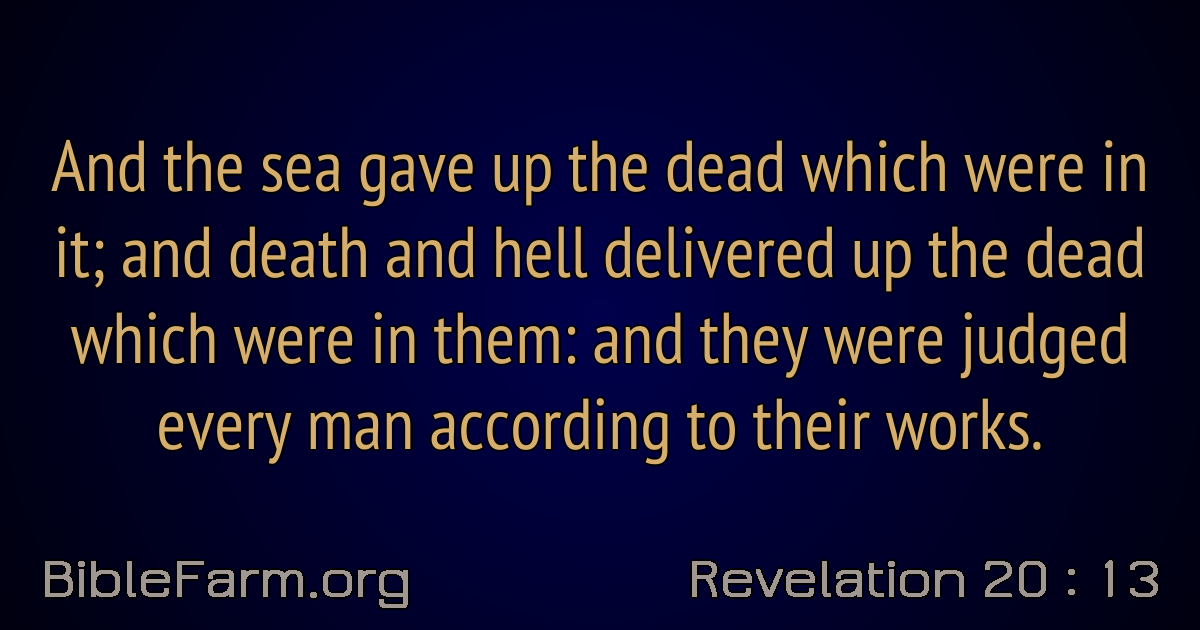 And the sea gave up the dead which were in
it; and death and hell delivered up the dead
which were in them: and they were judged
every man according to their works.
BibleFarm.org
Revelation 20 : 13